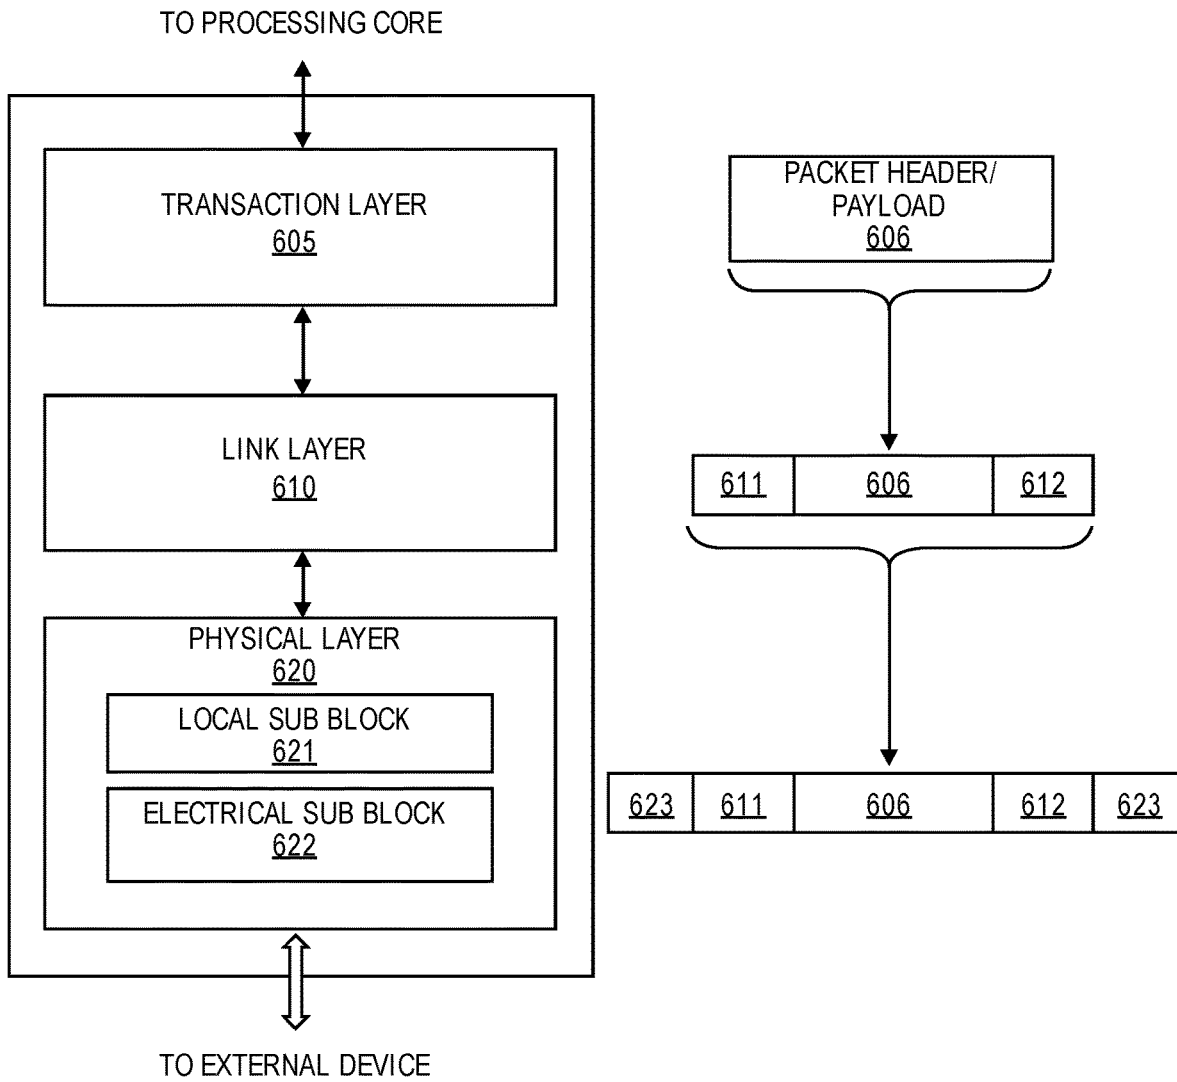 TO PROCESSING CORE
TRANSACTION LAYER
605
PACKET HEADER/
PAYLOAD
606
LINK LAYER
610
611 606 612
PHYSICAL LAYER
620
LOCAL SUB BLOCK
621
ELECTRICAL SUB BLOCK
622
623 611 606 612 623
TO EXTERNAL DEVICE